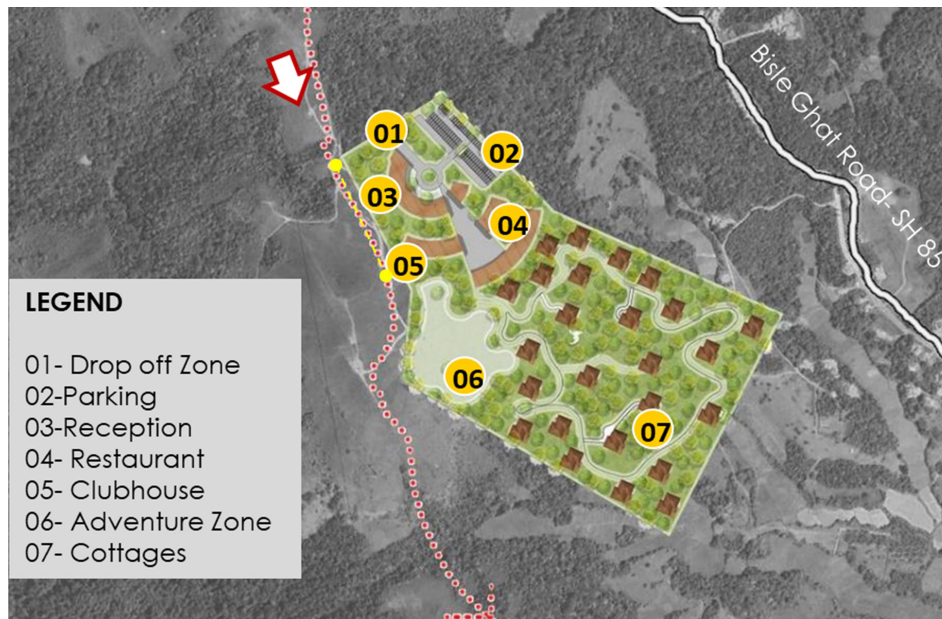 01
02
03
04
05
06
07
Bisle Ghat Road- SH 85
LEGEND
01- Drop off Zone
02-Parking
03-Reception
04- Restaurant
05- Clubhouse
06- Adventure Zone
07- Cottages